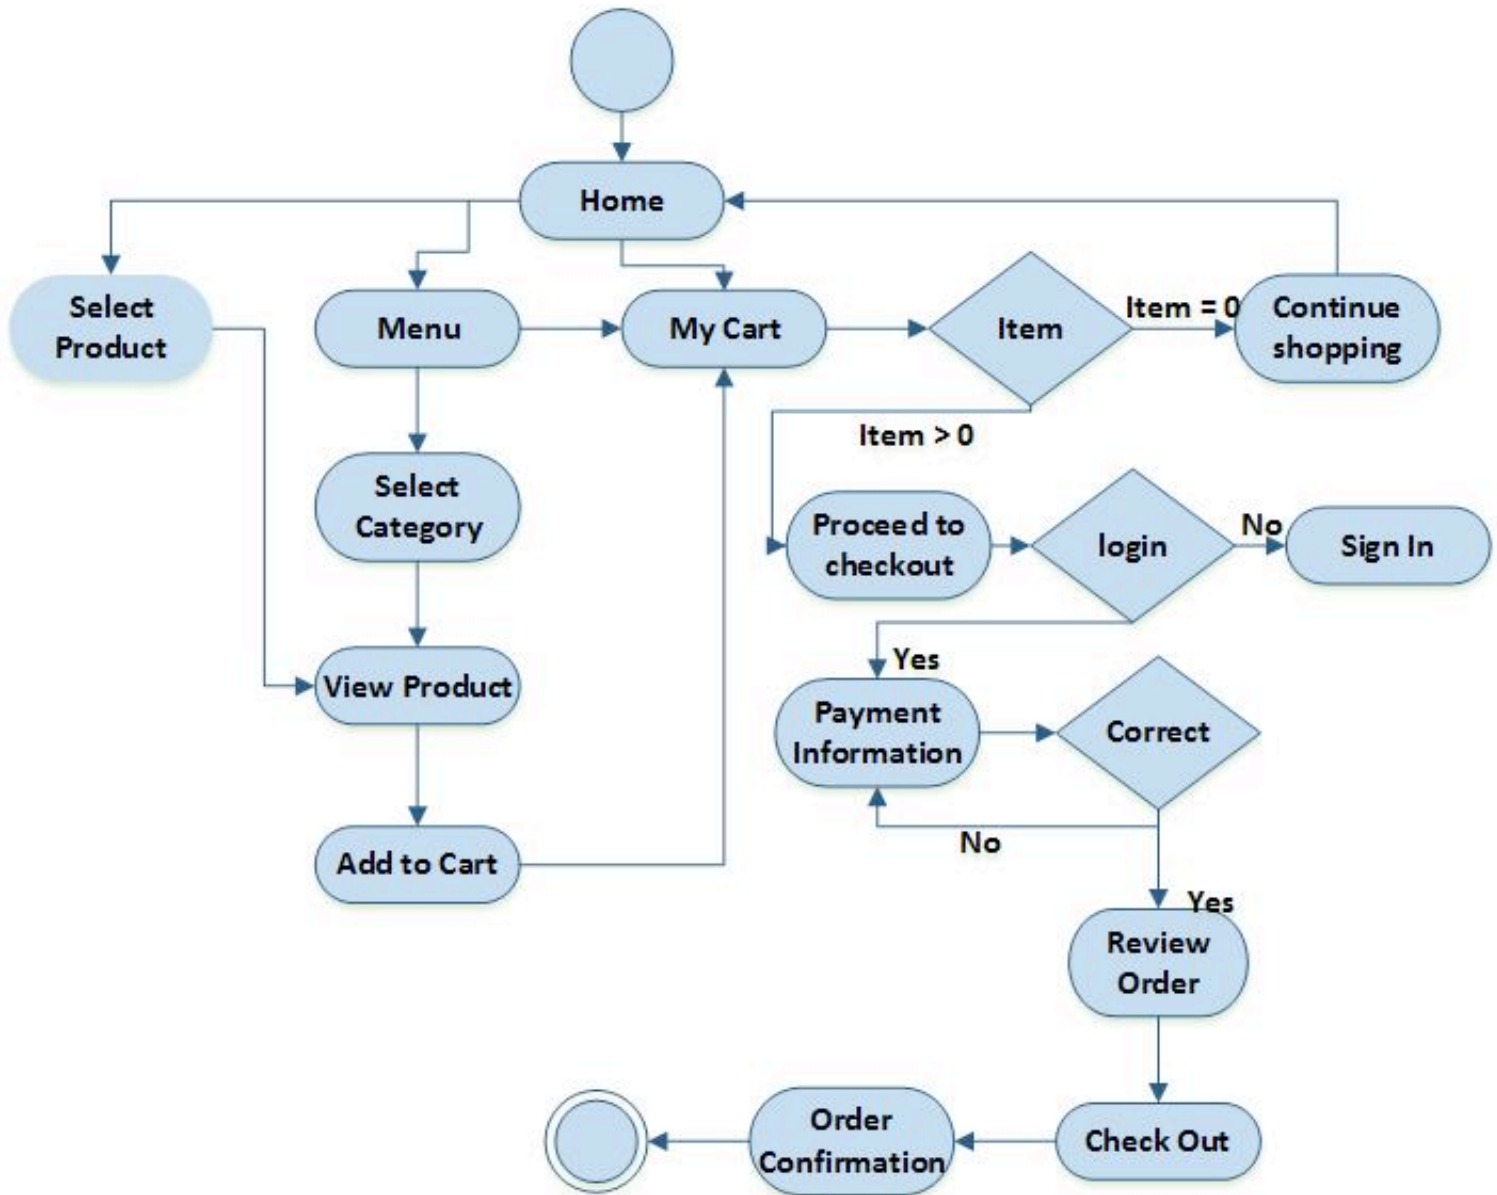 Home
Select
Product
Menu
My Cart
Item
Item = 0
Continue
shopping
Item > 0
Select
Category
Proceed to
checkout
login
No
Sign In
Yes
View Product
Payment
Information
Correct
No
Add to Cart
Yes
Review
Order
Order
Confirmation
Check Out